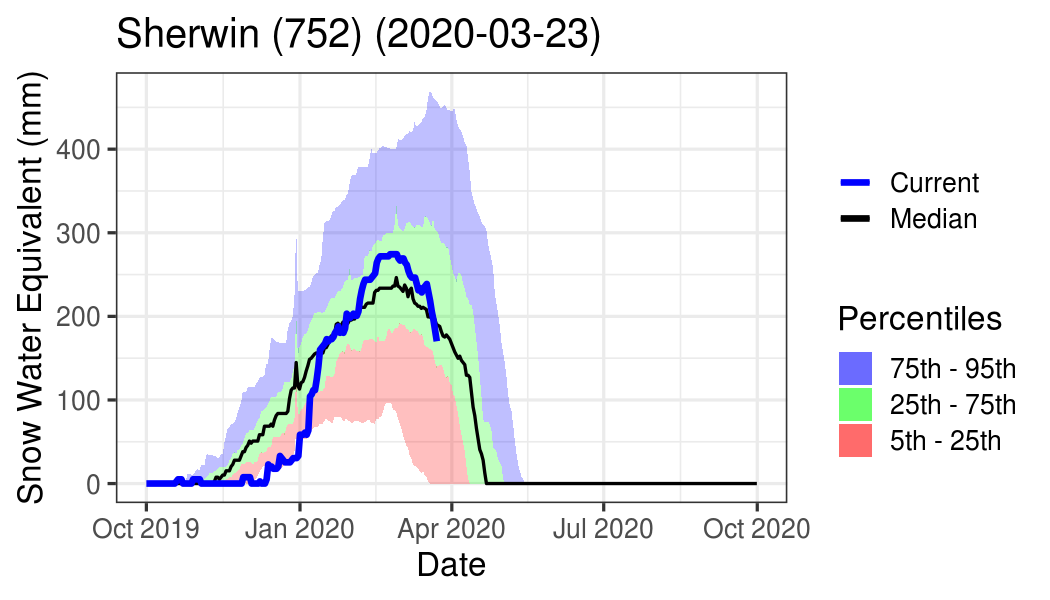 Sherwin (752) (2020-03-23)
Snow Water Equivalent (mm)
400
300
200
100
0
Oct 2019
Jan 2020
Apr 2020
Jul 2020
Oct 2020
Date
Current
Median
Percentiles
75th - 95th
25th - 75th
5th - 25th